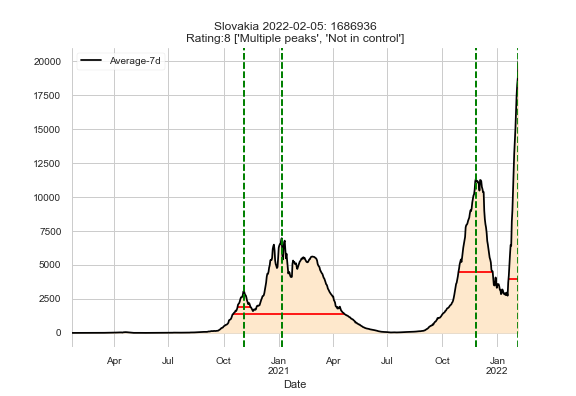 Slovakia 2022-02-05: 1686936
Rating:8 ['Multiple peaks', 'Not in control']
Average-7d
20000
17500
15000
12500
10000
7500
5000
2500
0
Apr Jul Oct Jan Apr Jul Oct Jan
2021 2022
Date